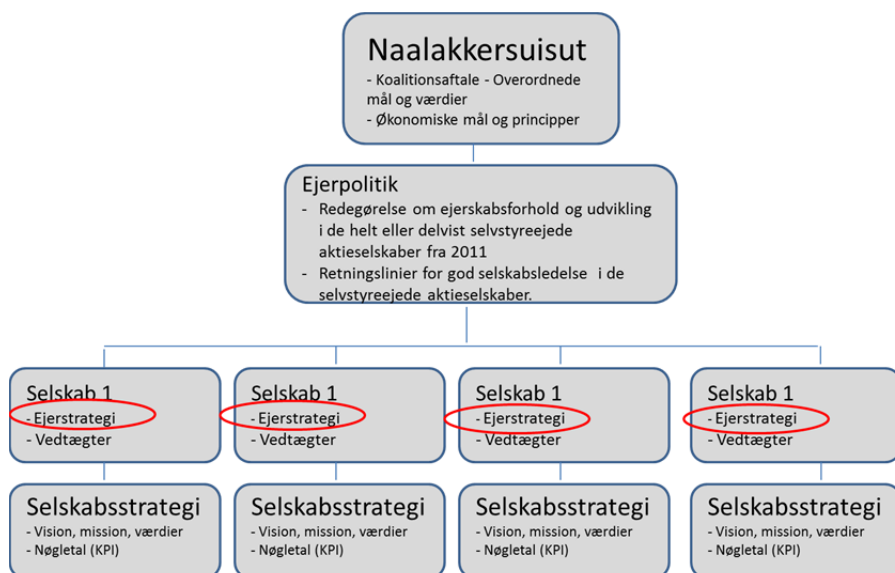 Naalakkersuisut
- Koalitionsaftale - Overordnede
mål og værdier
- Økonomiske mål og principper
Ejerpolitik
- Redegørelse om ejerskabsforhold og udvikling
i de helt eller delvist selvstyreejede
aktieselskaber fra 2011
- Retningslinier for god selskabsledelse i de
selvstyreejede aktieselskaber.
Selskab 1
- Ejerstrategi
- Vedtægter
Selskab 1
- Ejerstrategi
- Vedtægter
Selskab 1
- Ejerstrategi
- Vedtægter
Selskab 1
- Ejerstrategi
- Vedtægter
Selskabsstrategi
- Vision, mission, værdier
- Nøgletal (KPI)
Selskabsstrategi
- Vision, mission, værdier
- Nøgletal (KPI)
Selskabsstrategi
- Vision, mission, værdier
- Nøgletal (KPI)
Selskabsstrategi
- Vision, mission, værdier
- Nøgletal (KPI)